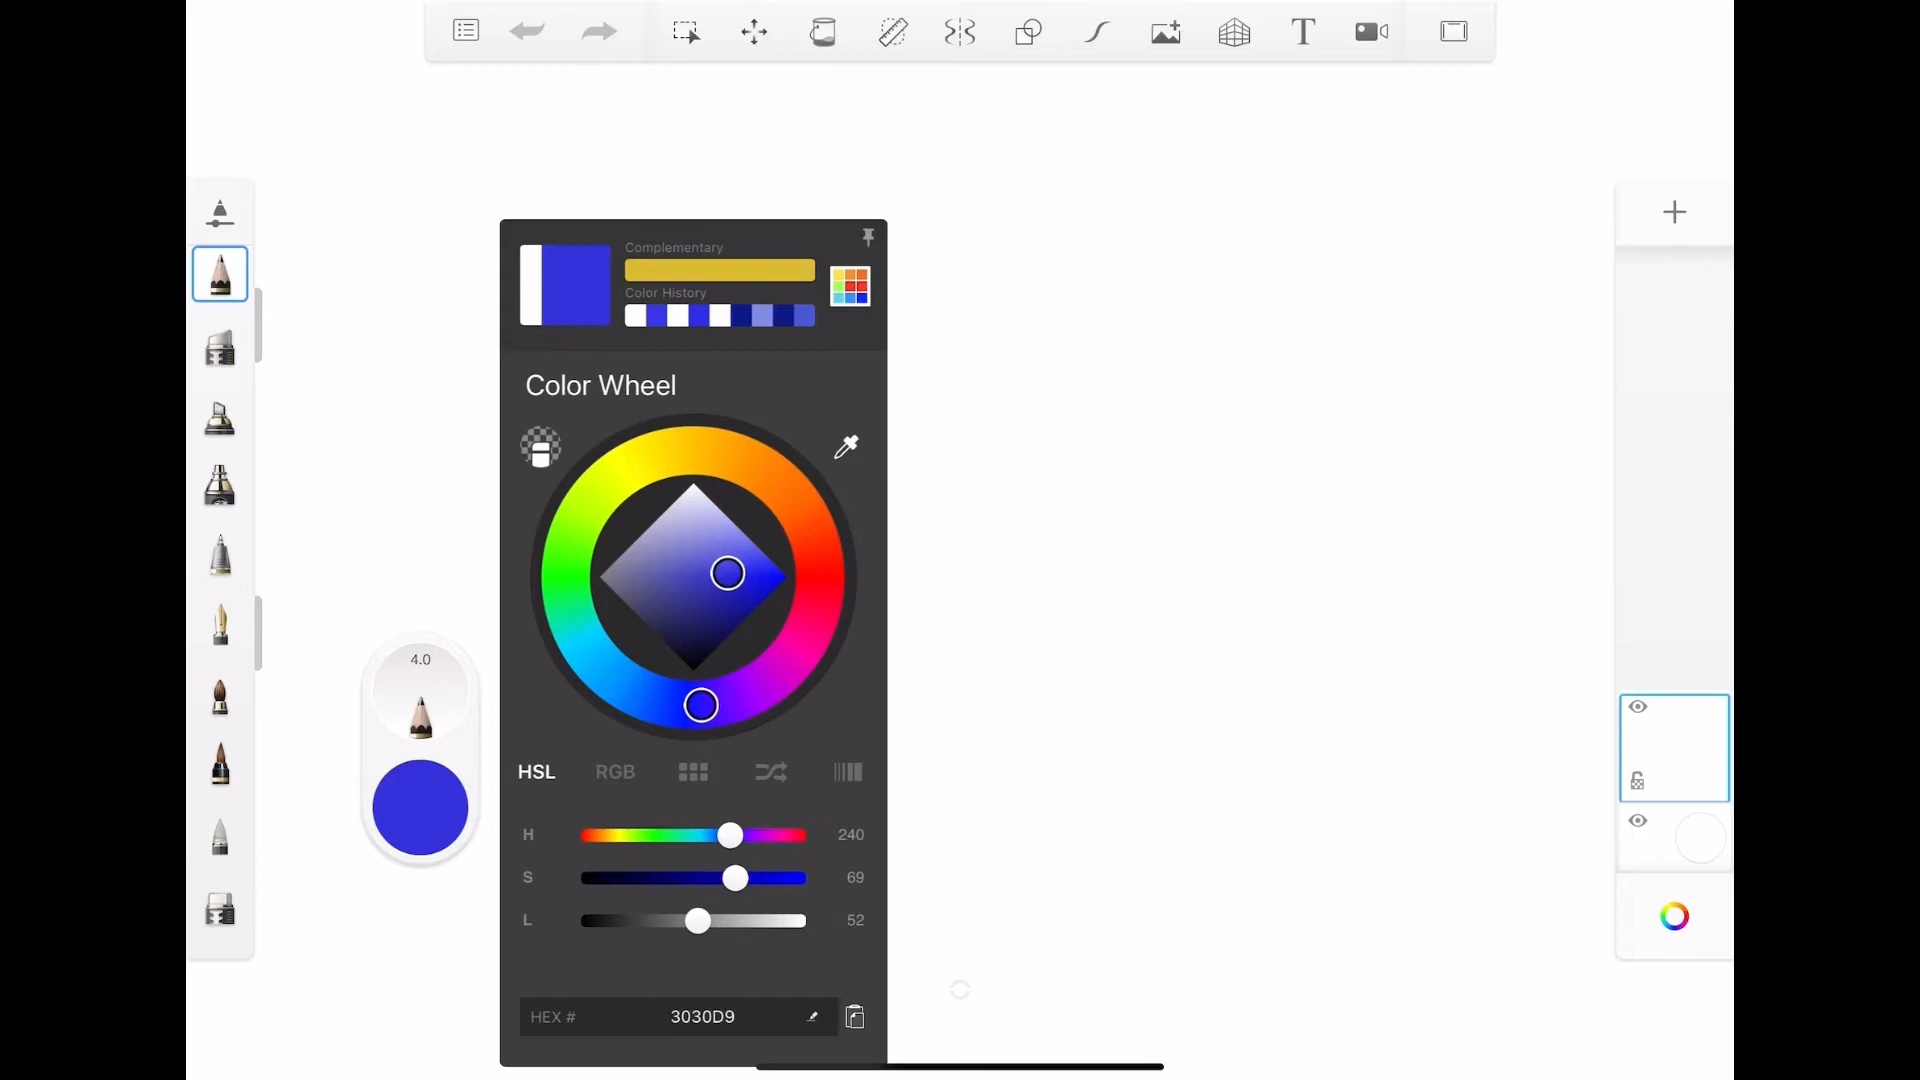 T
Complementary
Color History
Color Wheel
4.0
HSL RGB
H 240
S 69
L 52
HEX # 3030D9